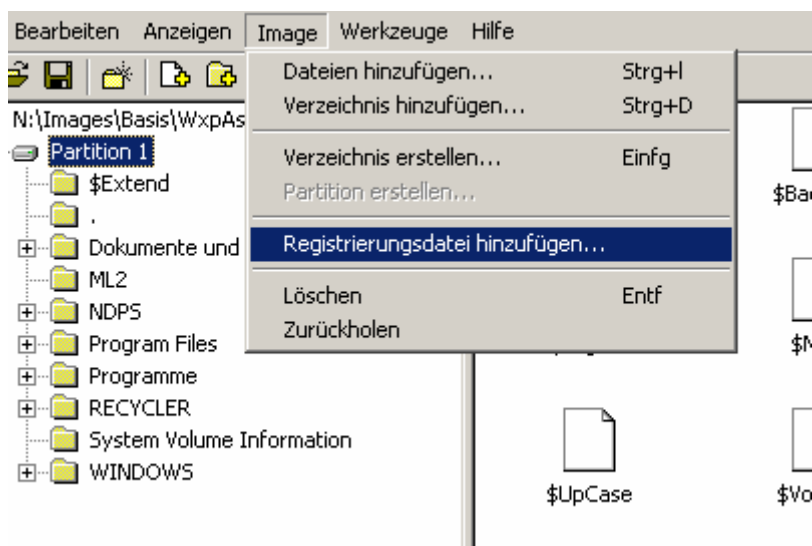 Bearbeiten Anzeigen Image Werkzeuge Hilfe
Dateien hinzufügen... Strg+I
Verzeichnis hinzufügen... Strg+D
Verzeichnis erstellen... Einfg
Partition erstellen...
Registrierungsdatei hinzufügen...
Löschen Entf
Zurückholen
N:\Images\Basis\WxpAs
Partition 1
$Extend
.
Dokumente und
ML2
NDPS
Program Files
Programme
RECYCLER
System Volume Information
WINDOWS
$Ba
$M
$UpCase
$Vo